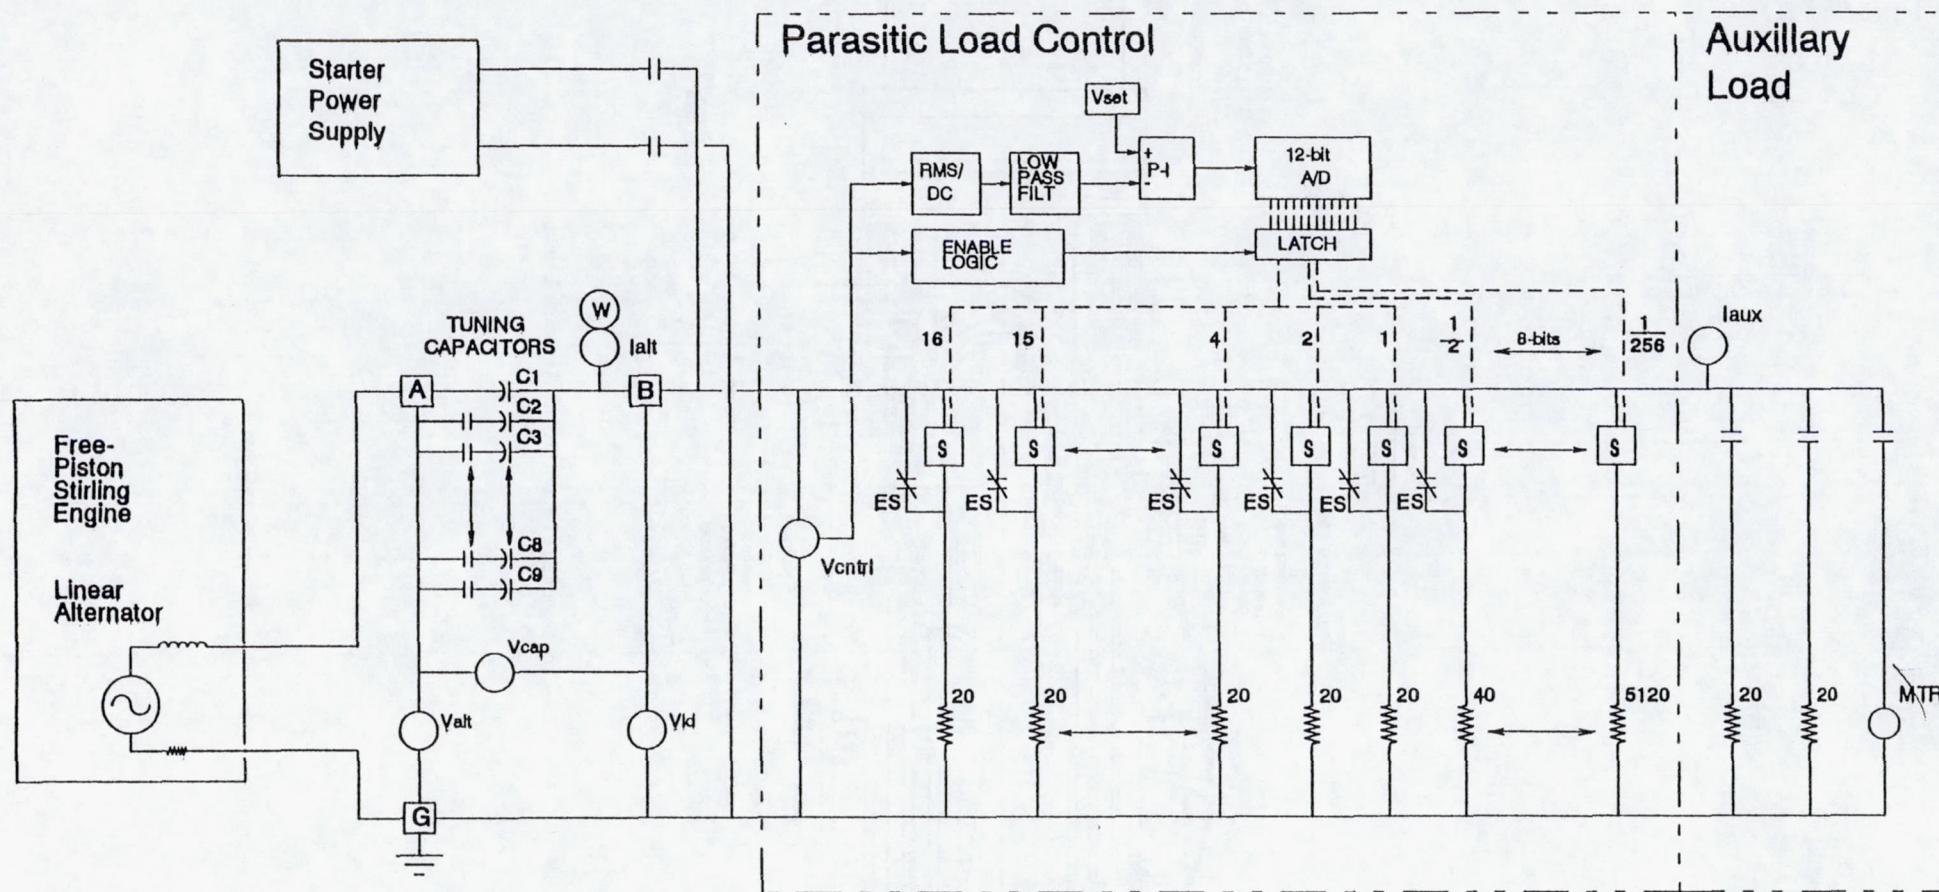 Parasitic Load Control
Auxillary
Load
Starter
Power
Supply
Vset
RMS/
DC
LOW
PASS
FILT
+
P-I
-
12-bit
A/D
ENABLE
LOGIC
LATCH
W
Ialt
TUNING
CAPACITORS
A
C1
C2
C3
C8
C9
B
16
15
4
2
1
1
2
8-bits
1
256
Iaux
Free-
Piston
Stirling
Engine
Linear
Alternator
S
S
S
S
S
S
S
ES
ES
ES
ES
ES
ES
Vcntrl
Vcap
Valt
Vld
20
20
20
20
20
40
5120
20
20
MTR
G